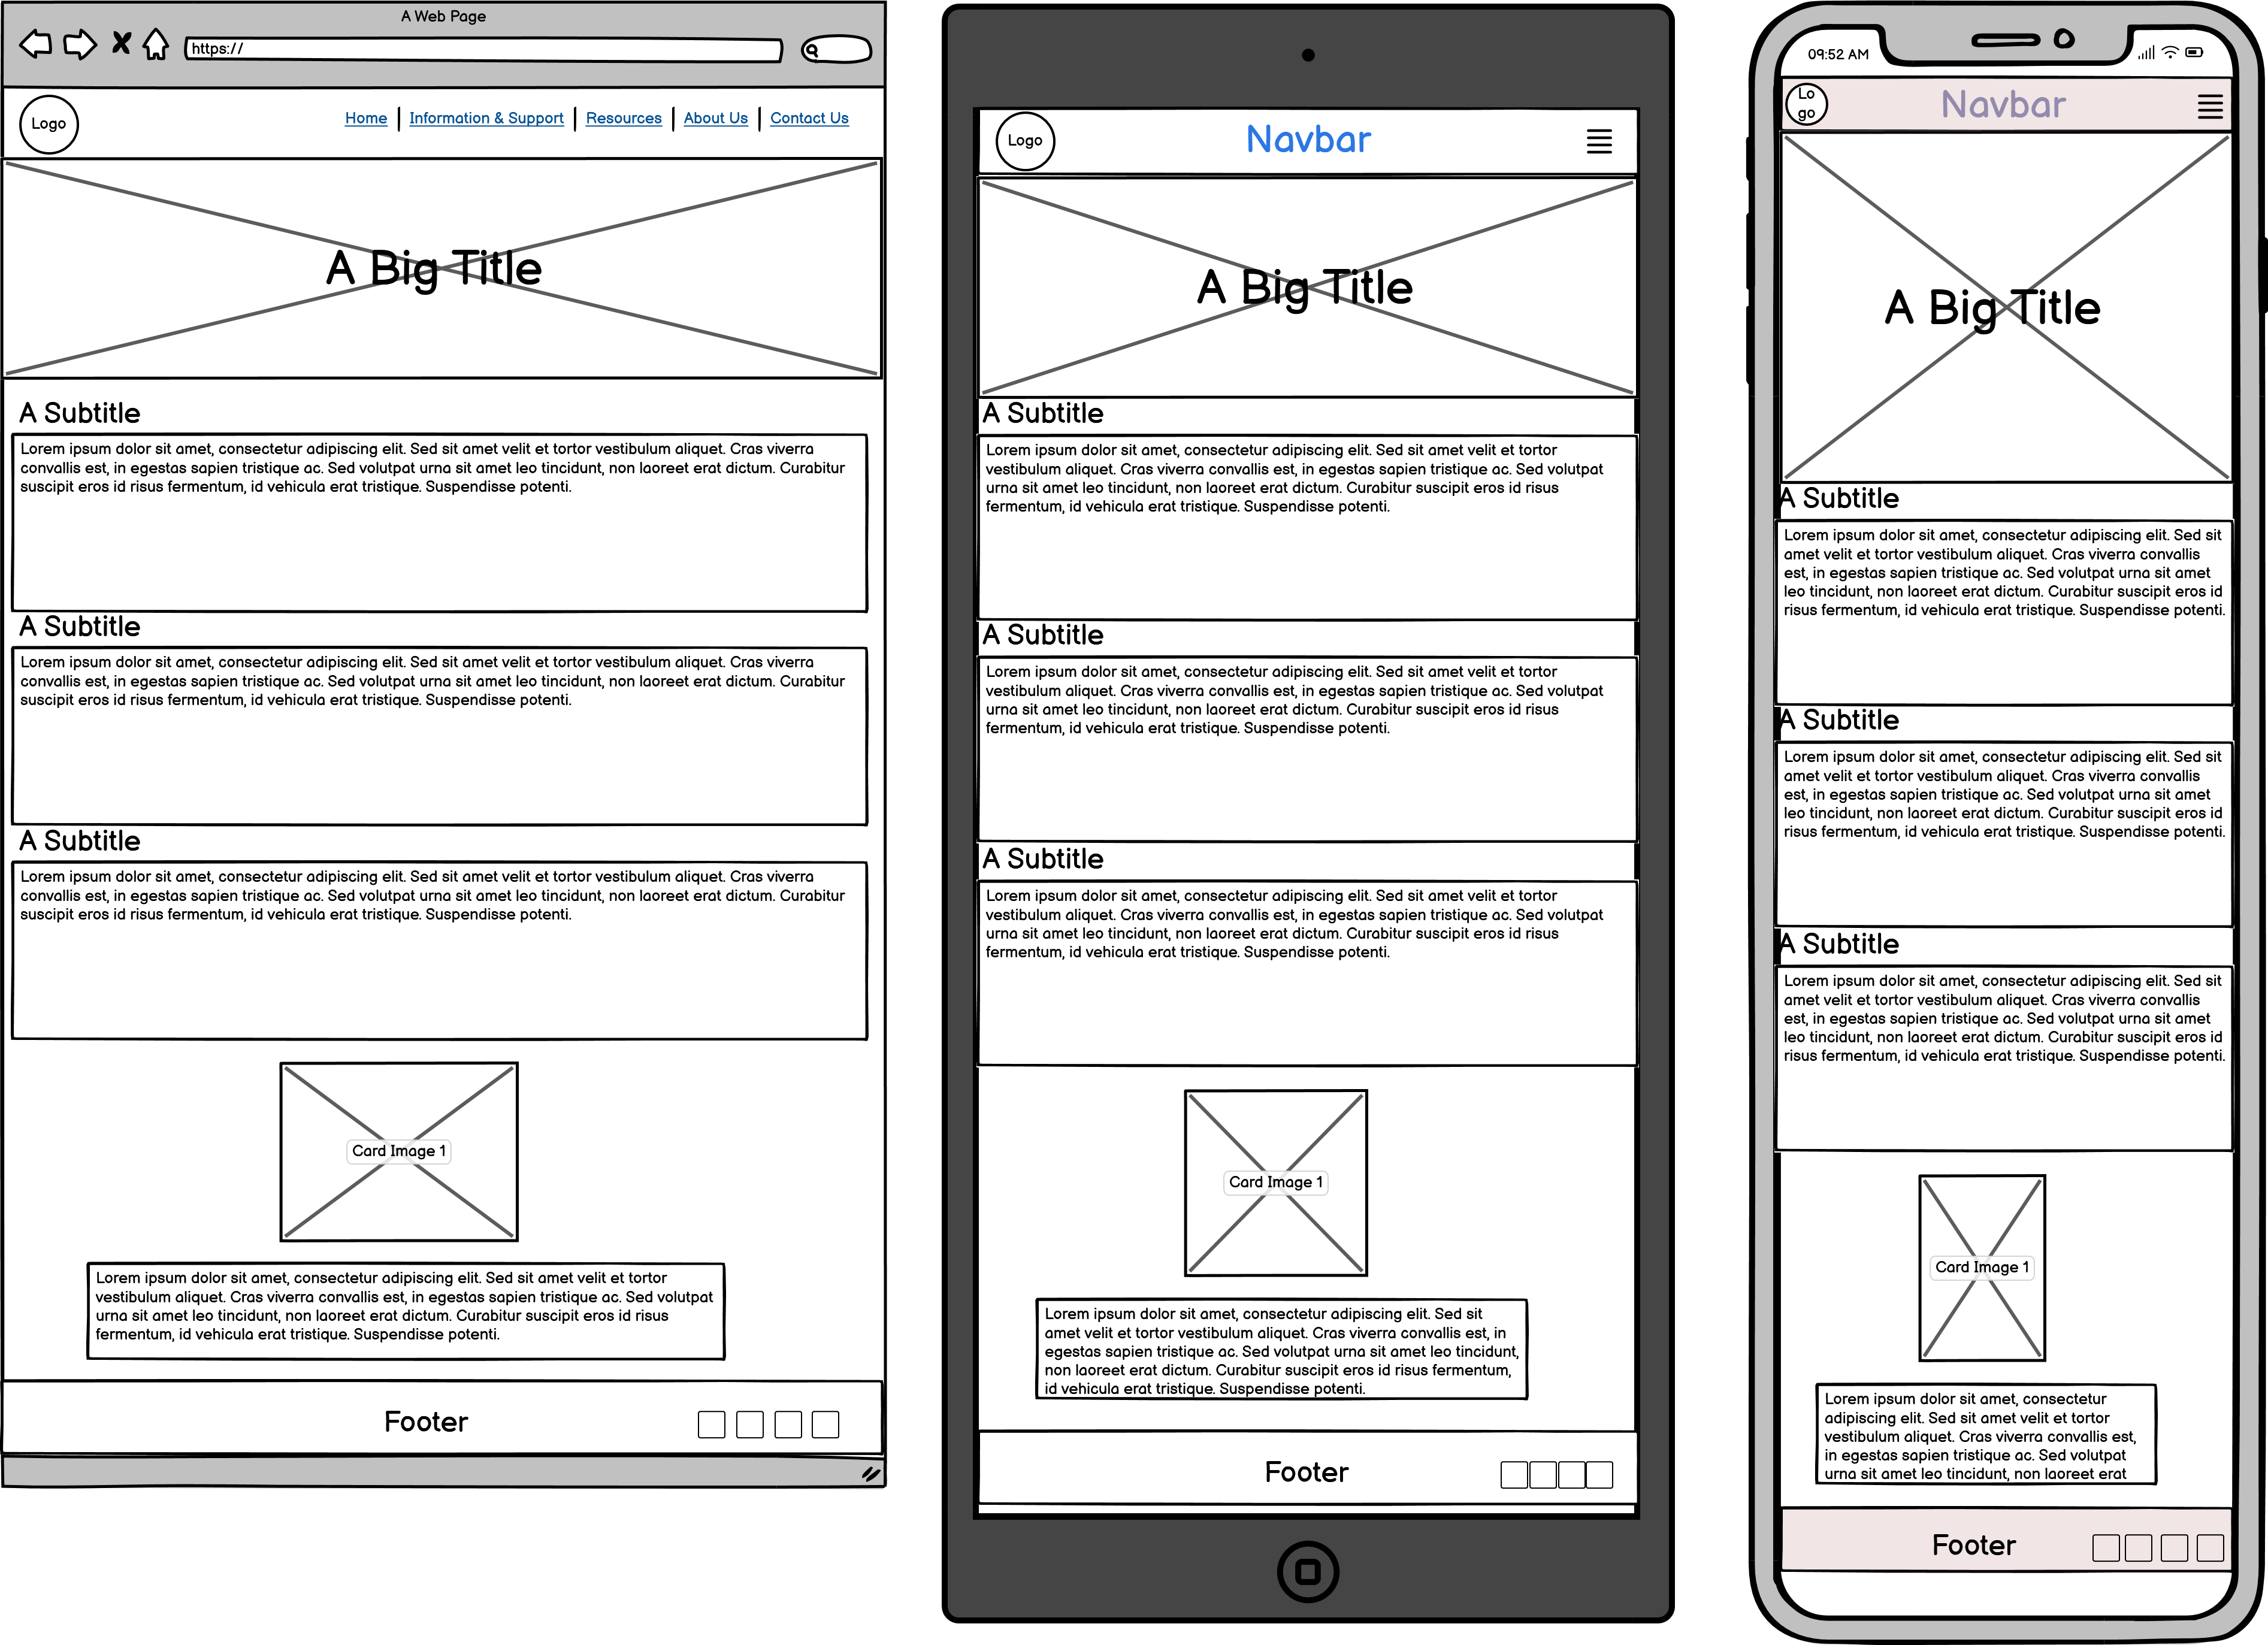 A Web Page
https://
Logo
Home
Information & Support
Resources
About Us
Contact Us
A Big Title
A Subtitle
Lorem ipsum dolor sit amet, consectetur adipiscing elit. Sed sit amet velit et tortor vestibulum aliquet. Cras viverra
convallis est, in egestas sapien tristique ac. Sed volutpat urna sit amet leo tincidunt, non laoreet erat dictum. Curabitur
suscipit eros id risus fermentum, id vehicula erat tristique. Suspendisse potenti.
A Subtitle
Lorem ipsum dolor sit amet, consectetur adipiscing elit. Sed sit amet velit et tortor vestibulum aliquet. Cras viverra
convallis est, in egestas sapien tristique ac. Sed volutpat urna sit amet leo tincidunt, non laoreet erat dictum. Curabitur
suscipit eros id risus fermentum, id vehicula erat tristique. Suspendisse potenti.
A Subtitle
Lorem ipsum dolor sit amet, consectetur adipiscing elit. Sed sit amet velit et tortor vestibulum aliquet. Cras viverra
convallis est, in egestas sapien tristique ac. Sed volutpat urna sit amet leo tincidunt, non laoreet erat dictum. Curabitur
suscipit eros id risus fermentum, id vehicula erat tristique. Suspendisse potenti.
Card Image 1
Lorem ipsum dolor sit amet, consectetur adipiscing elit. Sed sit amet velit et tortor
vestibulum aliquet. Cras viverra convallis est, in egestas sapien tristique ac. Sed volutpat
urna sit amet leo tincidunt, non laoreet erat dictum. Curabitur suscipit eros id risus
fermentum, id vehicula erat tristique. Suspendisse potenti.
Footer
Logo
Navbar
A Big Title
A Subtitle
Lorem ipsum dolor sit amet, consectetur adipiscing elit. Sed sit amet velit et tortor
vestibulum aliquet. Cras viverra convallis est, in egestas sapien tristique ac. Sed volutpat
urna sit amet leo tincidunt, non laoreet erat dictum. Curabitur suscipit eros id risus
fermentum, id vehicula erat tristique. Suspendisse potenti.
A Subtitle
Lorem ipsum dolor sit amet, consectetur adipiscing elit. Sed sit amet velit et tortor
vestibulum aliquet. Cras viverra convallis est, in egestas sapien tristique ac. Sed volutpat
urna sit amet leo tincidunt, non laoreet erat dictum. Curabitur suscipit eros id risus
fermentum, id vehicula erat tristique. Suspendisse potenti.
A Subtitle
Lorem ipsum dolor sit amet, consectetur adipiscing elit. Sed sit amet velit et tortor
vestibulum aliquet. Cras viverra convallis est, in egestas sapien tristique ac. Sed volutpat
urna sit amet leo tincidunt, non laoreet erat dictum. Curabitur suscipit eros id risus
fermentum, id vehicula erat tristique. Suspendisse potenti.
Card Image 1
Lorem ipsum dolor sit amet, consectetur adipiscing elit. Sed sit
amet velit et tortor vestibulum aliquet. Cras viverra convallis est, in
egestas sapien tristique ac. Sed volutpat urna sit amet leo tincidunt,
non laoreet erat dictum. Curabitur suscipit eros id risus fermentum,
id vehicula erat tristique. Suspendisse potenti.
Footer
09:52 AM
Lo
go
Navbar
A Big Title
A Subtitle
Lorem ipsum dolor sit amet, consectetur adipiscing elit. Sed sit
amet velit et tortor vestibulum aliquet. Cras viverra convallis
est, in egestas sapien tristique ac. Sed volutpat urna sit amet
leo tincidunt, non laoreet erat dictum. Curabitur suscipit eros id
risus fermentum, id vehicula erat tristique. Suspendisse potenti.
A Subtitle
Lorem ipsum dolor sit amet, consectetur adipiscing elit. Sed sit
amet velit et tortor vestibulum aliquet. Cras viverra convallis
est, in egestas sapien tristique ac. Sed volutpat urna sit amet
leo tincidunt, non laoreet erat dictum. Curabitur suscipit eros id
risus fermentum, id vehicula erat tristique. Suspendisse potenti.
A Subtitle
Lorem ipsum dolor sit amet, consectetur adipiscing elit. Sed sit
amet velit et tortor vestibulum aliquet. Cras viverra convallis
est, in egestas sapien tristique ac. Sed volutpat urna sit amet
leo tincidunt, non laoreet erat dictum. Curabitur suscipit eros id
risus fermentum, id vehicula erat tristique. Suspendisse potenti.
Card Image 1
Lorem ipsum dolor sit amet, consectetur
adipiscing elit. Sed sit amet velit et tortor
vestibulum aliquet. Cras viverra convallis est,
in egestas sapien tristique ac. Sed volutpat
urna sit amet leo tincidunt, non laoreet erat
Footer